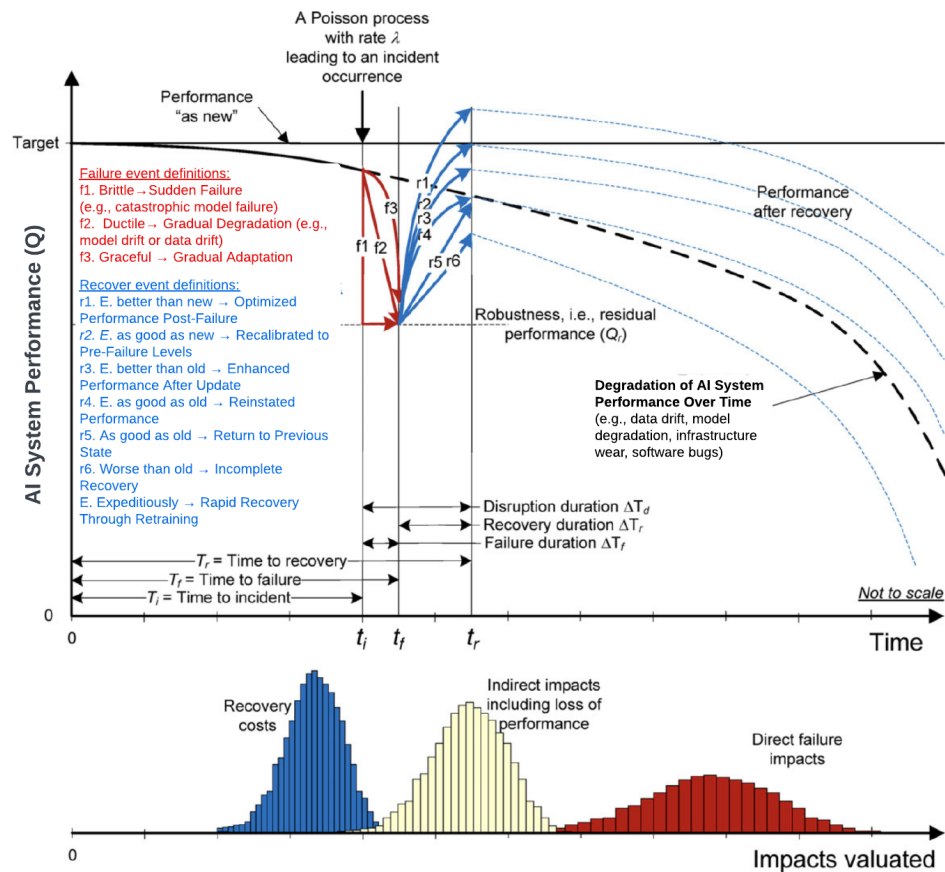 A Poisson process
with rate λ
leading to an incident
occurrence
Performance
"as new"
Target
Failure event definitions:
f1. Brittle→Sudden Failure
(e.g., catastrophic model failure)
f2.  Ductile→ Gradual Degradation (e.g.,
model drift or data drift)
f3. Graceful → Gradual Adaptation
Recover event definitions:
r1. E. better than new → Optimized
Performance Post-Failure
r2. E. as good as new → Recalibrated to
Pre-Failure Levels
r3. E. better than old → Enhanced
Performance After Update
r4. E. as good as old → Reinstated
Performance
r5. As good as old → Return to Previous
State
r6. Worse than old → Incomplete
Recovery
E. Expeditiously → Rapid Recovery
Through Retraining
f1
f2
f3
r1
r2
r3
r4
r5
r6
Performance
after recovery
Robustness, i.e., residual
performance (Qr)
Degradation of AI System
Performance Over Time
(e.g., data drift, model
degradation, infrastructure
wear, software bugs)
AI System Performance (Q)
Disruption duration ΔTd
Recovery duration ΔTr
Failure duration ΔTf
Tr = Time to recovery
Tf = Time to failure
Ti = Time to incident
Not to scale
0
0
ti
tf
tr
Time
Recovery
costs
Indirect impacts
including loss of
performance
Direct failure
impacts
0
Impacts valuated